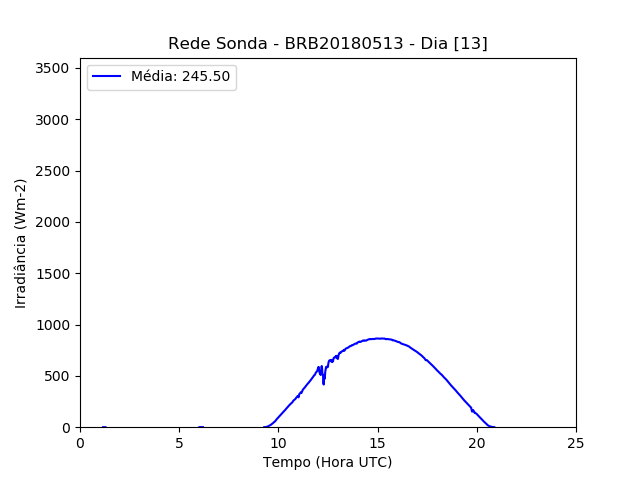 Rede Sonda - BRB20180513 - Dia [13]
Média: 245.50
Irradiância (Wm-2)
3500
3000
2500
2000
1500
1000
500
0
0 5 10 15 20 25
Tempo (Hora UTC)